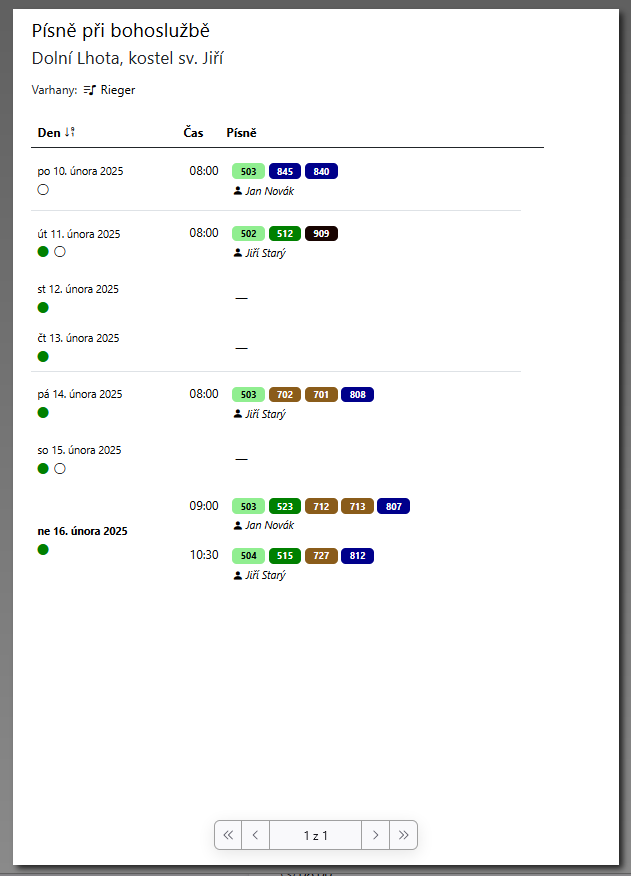 Písně při bohoslužbě
Dolní Lhota, kostel sv. Jiří
Varhany: Rieger
Den Čas Písně
po 10. února 2025 08:00 503 845 840
Jan Novák
út 11. února 2025 08:00 502 512 909
Jiří Starý
st 12. února 2025 —
čt 13. února 2025 —
pá 14. února 2025 08:00 503 702 701 808
Jiří Starý
so 15. února 2025 —
ne 16. února 2025
09:00 503 523 712 713 807
Jan Novák
10:30 504 515 727 812
Jiří Starý
1 z 1